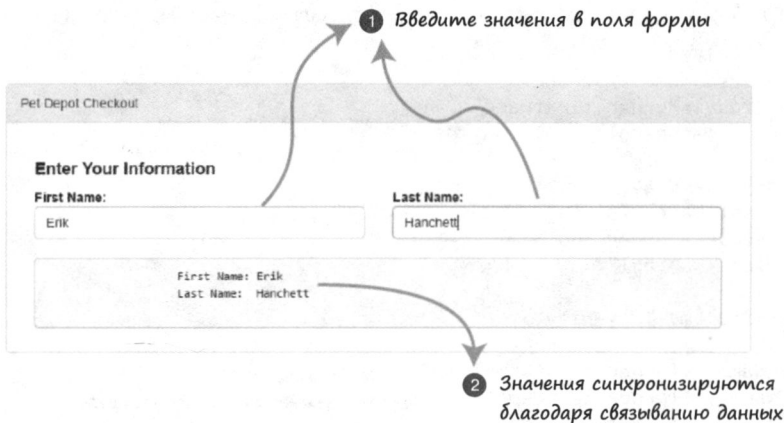 1 Введите значения в поля формы
Pet Depot Checkout
Enter Your Information
First Name:
Last Name:
Erik
Hanchett
First Name: Erik
Last Name: Hanchett
2 Значения синхронизируются
благодаря связыванию данных